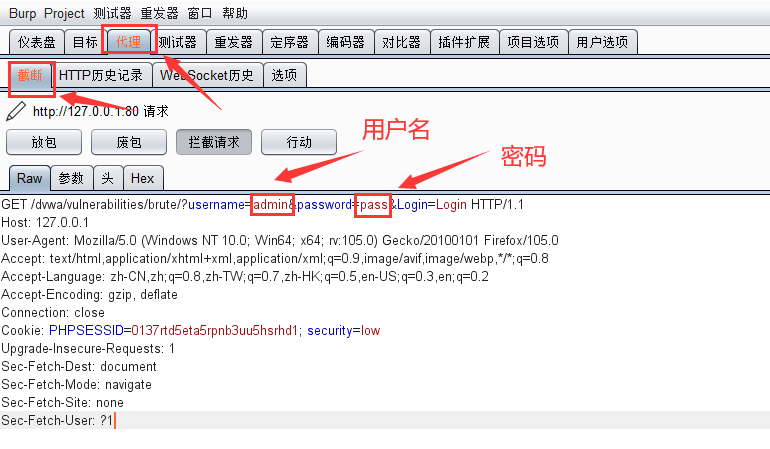 Burp Project 测试器 重发器 窗口 帮助
仪表盘 目标 代理 测试器 重发器 定序器 编码器 对比器 插件扩展 项目选项 用户选项
截断 HTTP历史记录 WebSocket历史 选项
http://127.0.0.1:80 请求
放包 废包 拦截请求 行动
用户名
密码
Raw 参数 头 Hex
GET /dvwa/vulnerabilities/brute/?username=admin&password=pass&Login=Login HTTP/1.1
Host: 127.0.0.1
User-Agent: Mozilla/5.0 (Windows NT 10.0; Win64; x64; rv:105.0) Gecko/20100101 Firefox/105.0
Accept: text/html,application/xhtml+xml,application/xml;q=0.9,image/avif,image/webp,*/*;q=0.8
Accept-Language: zh-CN,zh;q=0.8,zh-TW;q=0.7,zh-HK;q=0.5,en-US;q=0.3,en;q=0.2
Accept-Encoding: gzip, deflate
Connection: close
Cookie: PHPSESSID=0137rtd5eta5rpnb3uu5hsrhd1; security=low
Upgrade-Insecure-Requests: 1
Sec-Fetch-Dest: document
Sec-Fetch-Mode: navigate
Sec-Fetch-Site: none
Sec-Fetch-User: ?1